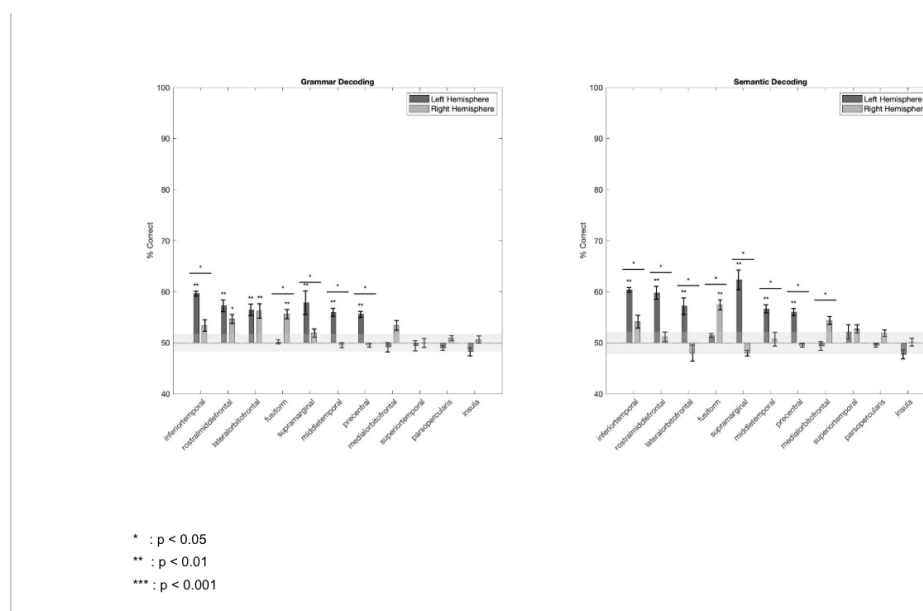 Grammar Decoding
100
90
80
70
60
50
40
% Correct
Left Hemisphere
Right Hemisphere
*
**
**
*
**
**
*
**
*
**
*
**
*
**
inferiortemporal
rostralmiddlefrontal
lateralorbitofrontal
fusiform
supramarginal
middletemporal
precentral
medialorbitofrontal
superiortemporal
parsopercularis
insula
Semantic Decoding
100
90
80
70
60
50
40
% Correct
Left Hemisphere
Right Hemisphere
*
**
*
**
*
**
*
**
*
**
*
**
*
**
*
**
inferiortemporal
rostralmiddlefrontal
lateralorbitofrontal
fusiform
supramarginal
middletemporal
precentral
medialorbitofrontal
superiortemporal
parsopercularis
insula
* : p < 0.05
** : p < 0.01
*** : p < 0.001